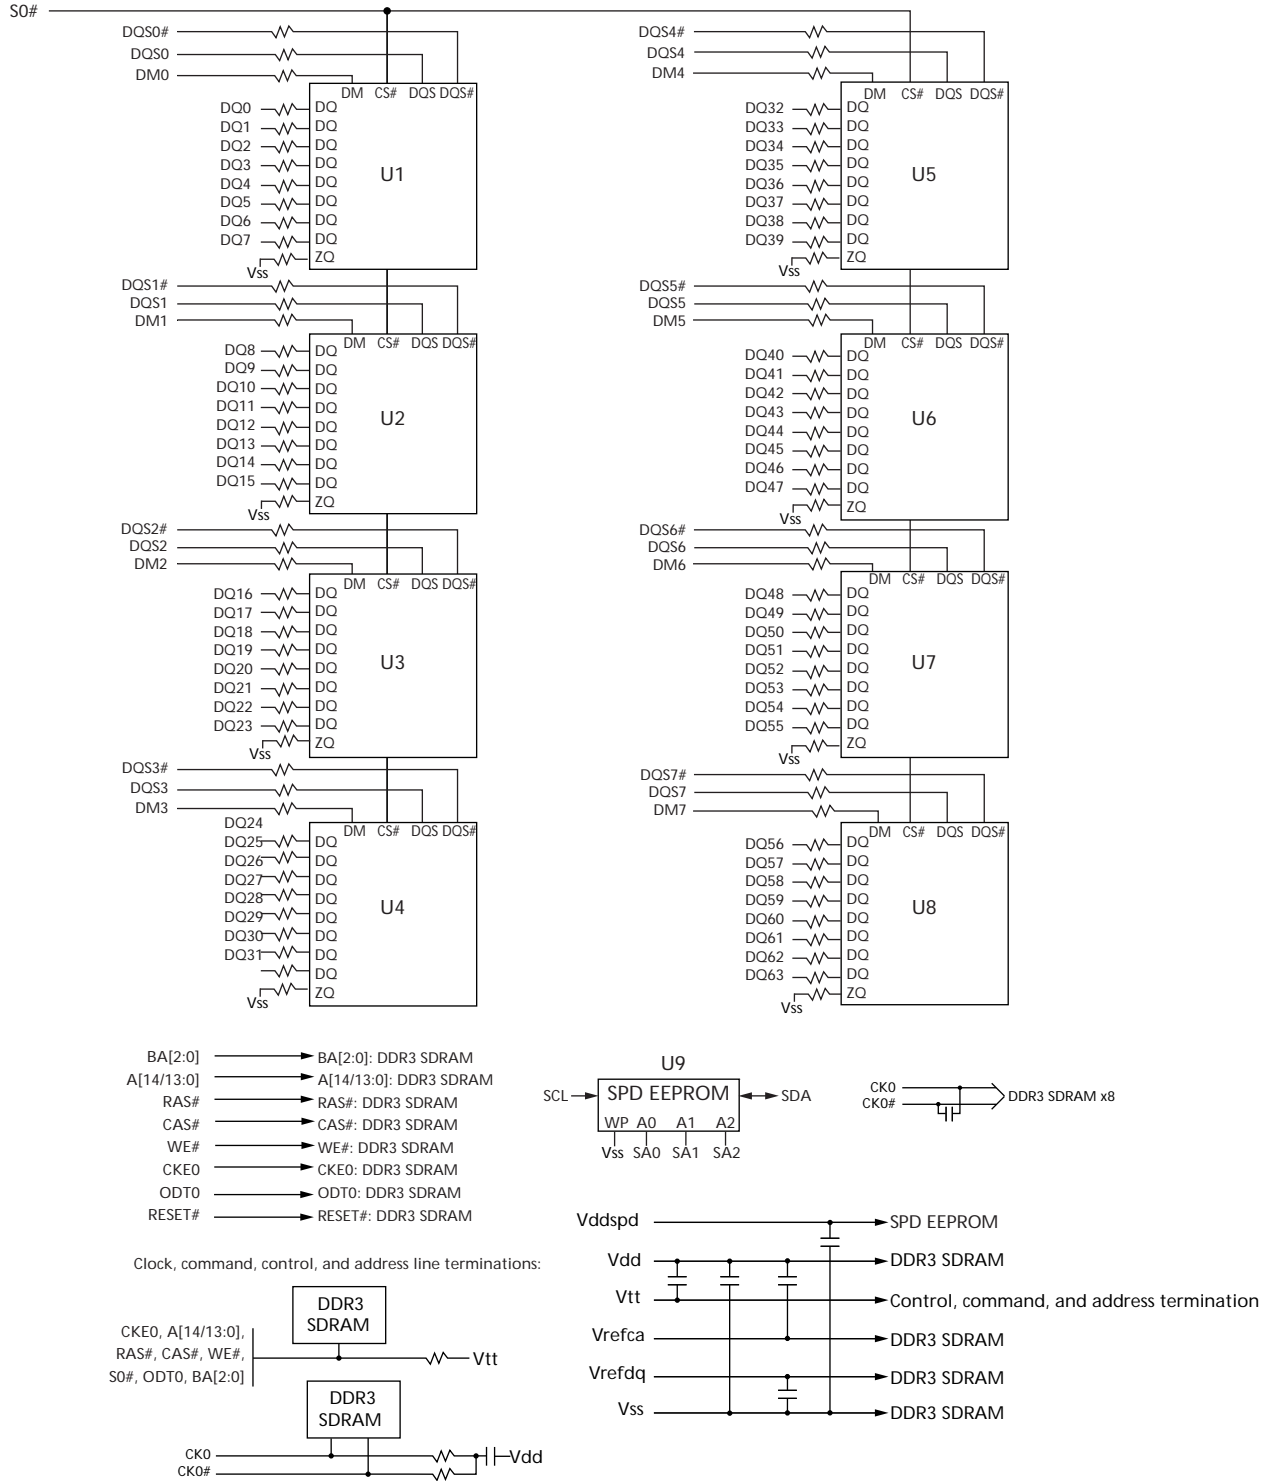 S0#
DQS0#
DQS0
DM0
DM CS# DQS DQS#
DQ0 DQ
DQ1 DQ
DQ2 DQ
DQ3 DQ
DQ4 DQ
DQ5 DQ
DQ6 DQ
DQ7 DQ
ZQ
Vss
U1
DQS1#
DQS1
DM1
DM CS# DQS DQS#
DQ8 DQ
DQ9 DQ
DQ10 DQ
DQ11 DQ
DQ12 DQ
DQ13 DQ
DQ14 DQ
DQ15 DQ
ZQ
Vss
U2
DQS2#
DQS2
DM2
DM CS# DQS DQS#
DQ16 DQ
DQ17 DQ
DQ18 DQ
DQ19 DQ
DQ20 DQ
DQ21 DQ
DQ22 DQ
DQ23 DQ
ZQ
Vss
U3
DQS3#
DQS3
DM3
DM CS# DQS DQS#
DQ24
DQ25 DQ
DQ26 DQ
DQ27 DQ
DQ28 DQ
DQ29 DQ
DQ30 DQ
DQ31 DQ
DQ
ZQ
Vss
U4
DQS4#
DQS4
DM4
DM CS# DQS DQS#
DQ32 DQ
DQ33 DQ
DQ34 DQ
DQ35 DQ
DQ36 DQ
DQ37 DQ
DQ38 DQ
DQ39 DQ
ZQ
Vss
U5
DQS5#
DQS5
DM5
DM CS# DQS DQS#
DQ40 DQ
DQ41 DQ
DQ42 DQ
DQ43 DQ
DQ44 DQ
DQ45 DQ
DQ46 DQ
DQ47 DQ
ZQ
Vss
U6
DQS6#
DQS6
DM6
DM CS# DQS DQS#
DQ48 DQ
DQ49 DQ
DQ50 DQ
DQ51 DQ
DQ52 DQ
DQ53 DQ
DQ54 DQ
DQ55 DQ
ZQ
Vss
U7
DQS7#
DQS7
DM7
DM CS# DQS DQS#
DQ56 DQ
DQ57 DQ
DQ58 DQ
DQ59 DQ
DQ60 DQ
DQ61 DQ
DQ62 DQ
DQ63 DQ
ZQ
Vss
U8
BA[2:0] BA[2:0]: DDR3 SDRAM
A[14/13:0] A[14/13:0]: DDR3 SDRAM
RAS# RAS#: DDR3 SDRAM
CAS# CAS#: DDR3 SDRAM
WE# WE#: DDR3 SDRAM
CKE0 CKE0: DDR3 SDRAM
ODT0 ODT0: DDR3 SDRAM
RESET# RESET#: DDR3 SDRAM
U9
SCL SPD EEPROM SDA
WP A0 A1 A2
Vss SA0 SA1 SA2
CK0
CK0#
DDR3 SDRAM x8
Clock, command, control, and address line terminations:
DDR3
SDRAM
CKE0, A[14/13:0],
RAS#, CAS#, WE#,
S0#, ODT0, BA[2:0]
Vtt
DDR3
SDRAM
CK0
CK0#
Vdd
Vddspd SPD EEPROM
Vdd DDR3 SDRAM
Vtt Control, command, and address termination
Vrefca DDR3 SDRAM
Vrefdq DDR3 SDRAM
Vss DDR3 SDRAM